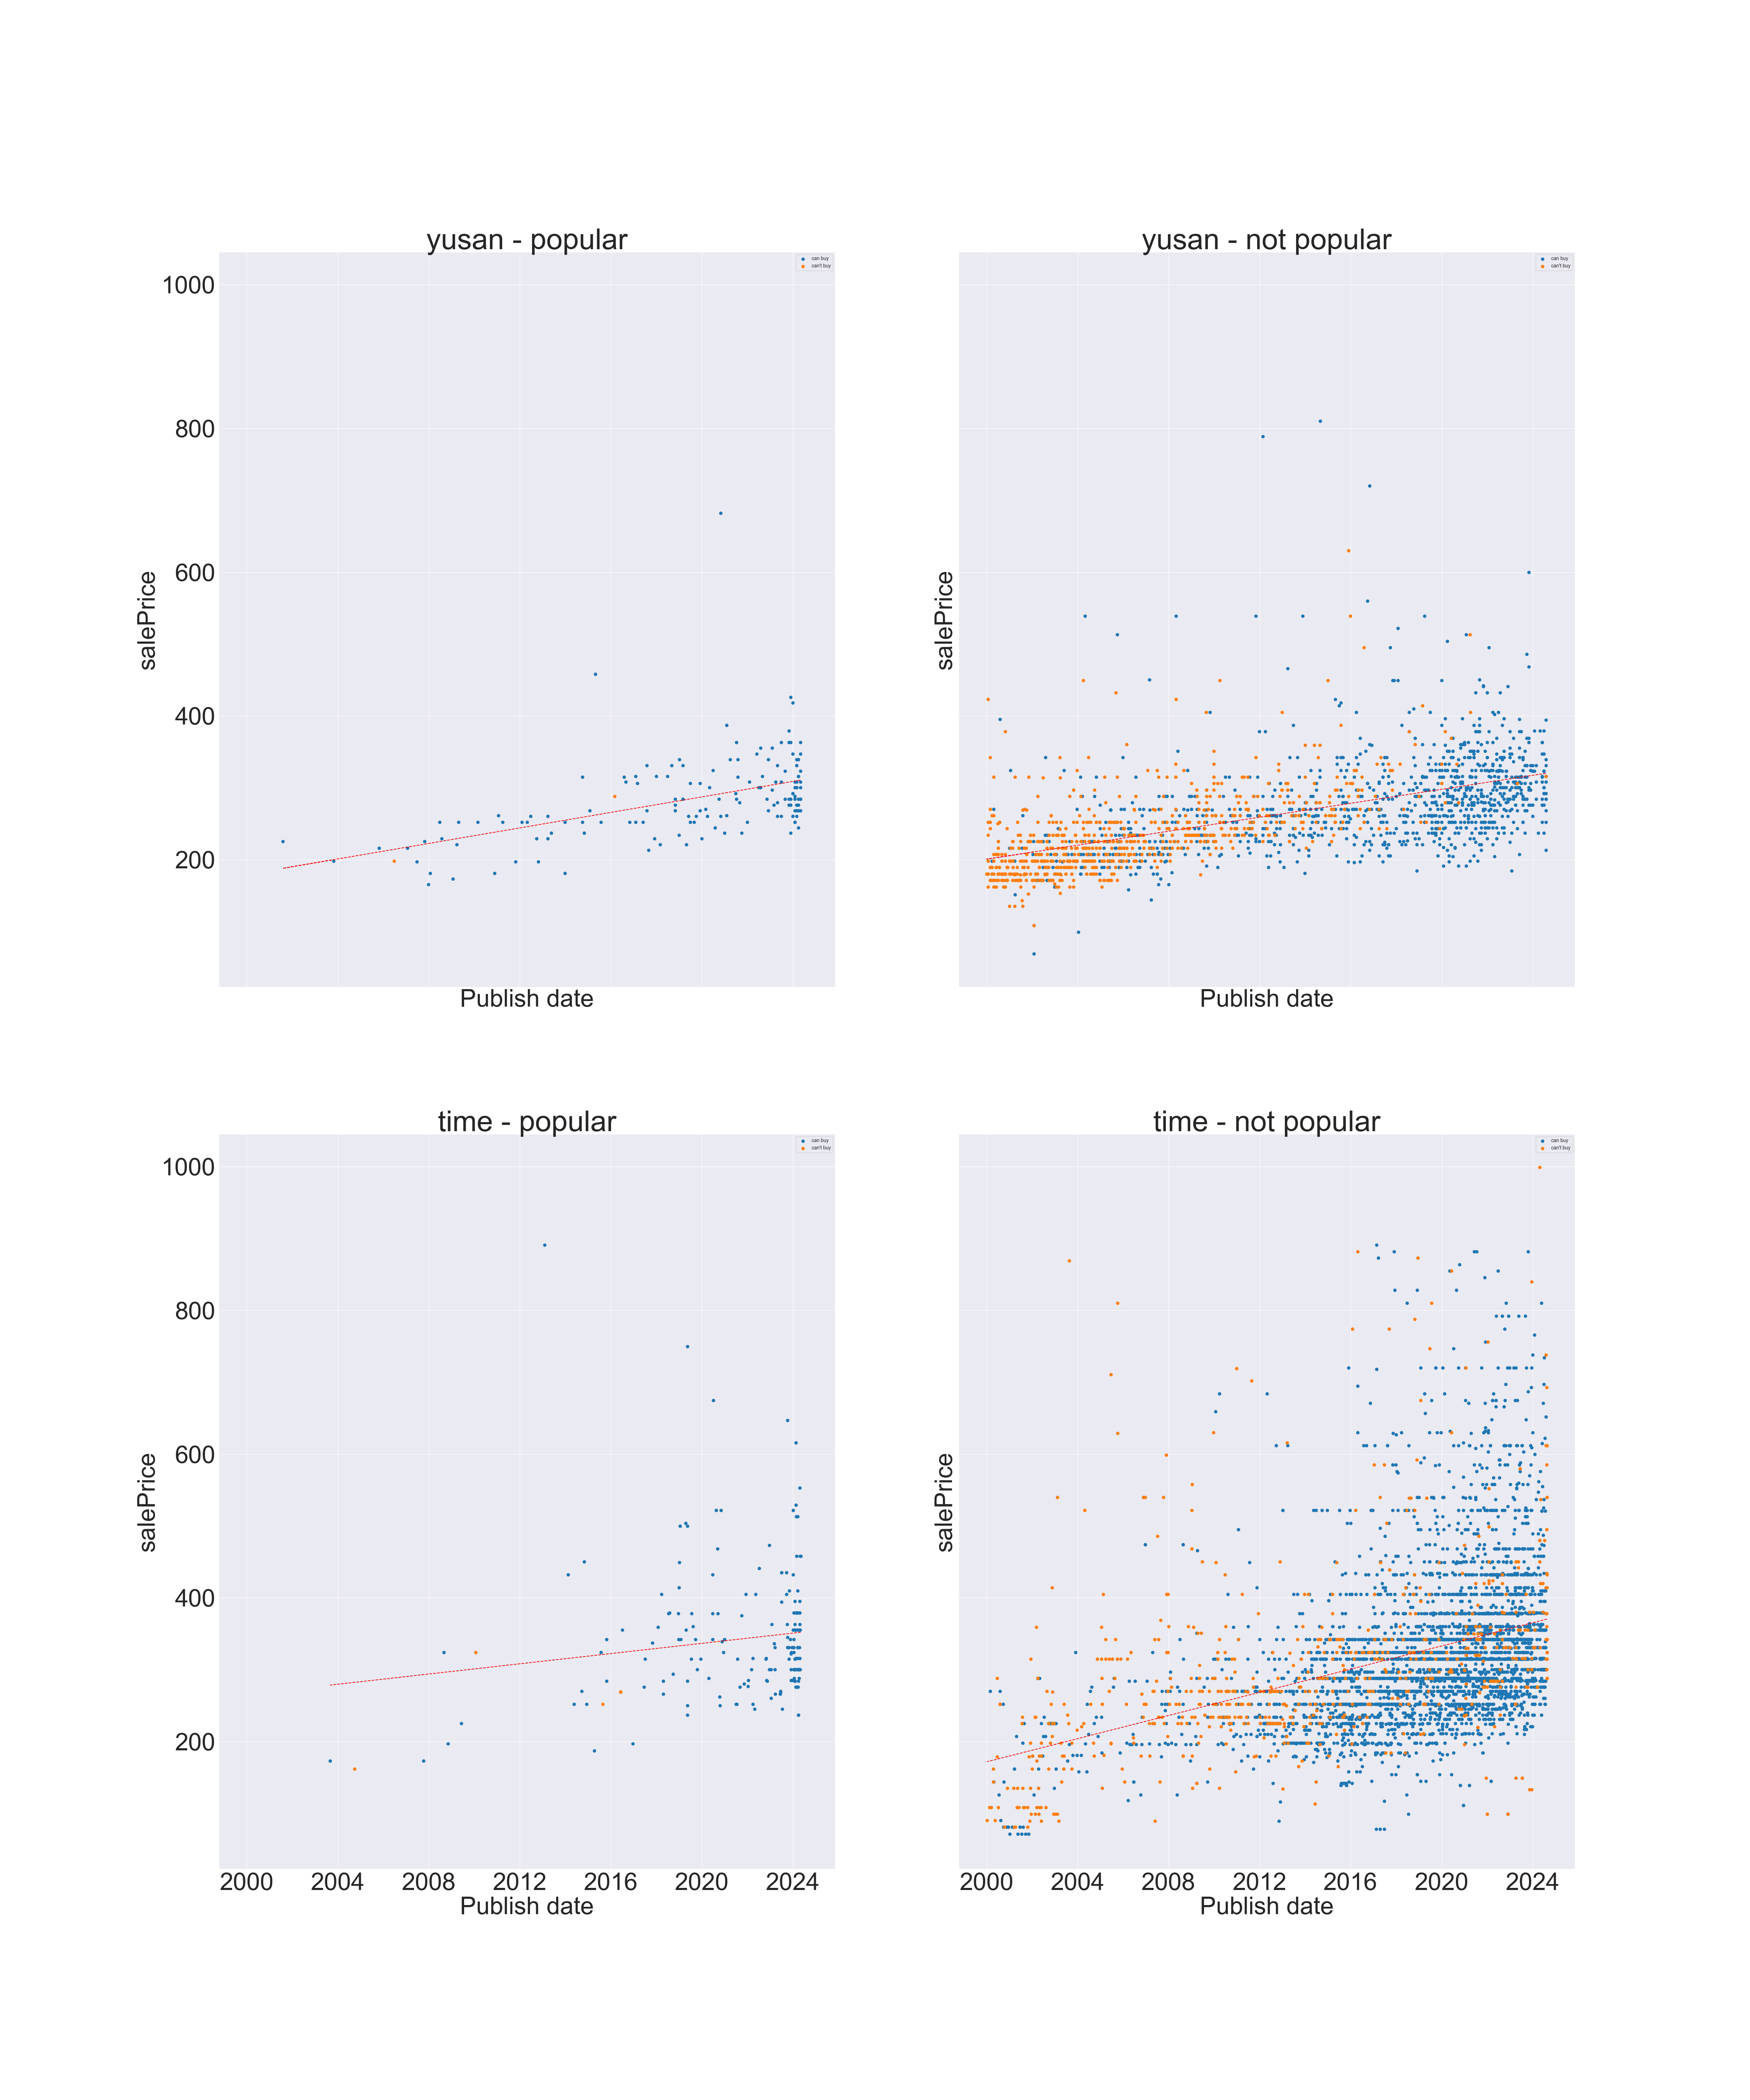 yusan - popular
yusan - not popular
can buy
can't buy
can buy
can't buy
1000
800
600
400
200
salePrice
salePrice
Publish date
Publish date
time - popular
time - not popular
can buy
can't buy
can buy
can't buy
1000
800
600
400
200
salePrice
salePrice
2000 2004 2008 2012 2016 2020 2024
2000 2004 2008 2012 2016 2020 2024
Publish date
Publish date